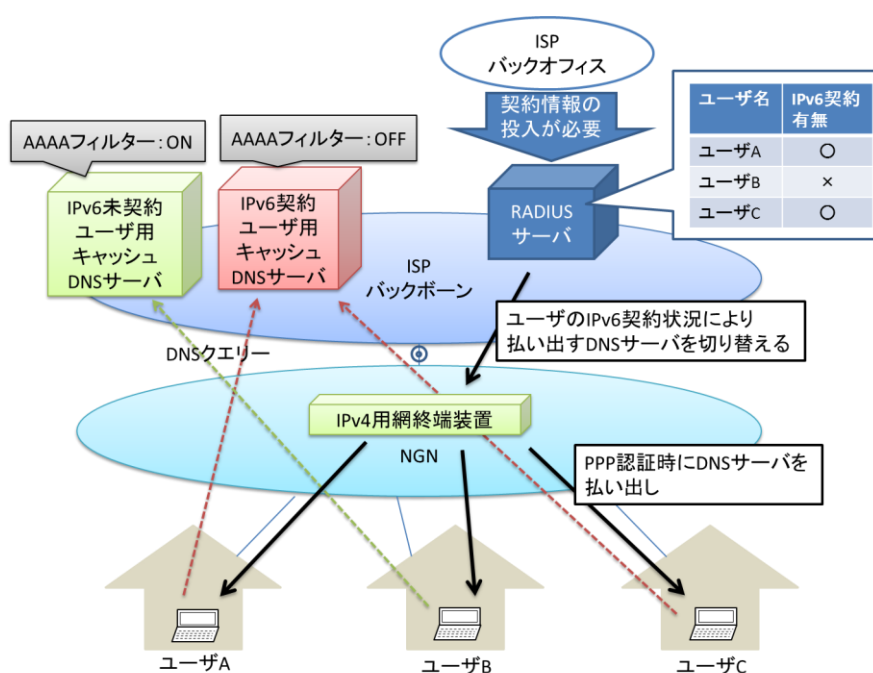 ISP
バックオフィス
契約情報の
投入が必要
ユーザ名
IPv6契約
有無
ユーザA
○
ユーザB
×
ユーザC
○
AAAAフィルター：ON
AAAAフィルター：OFF
IPv6未契約
ユーザ用
キャッシュ
DNSサーバ
IPv6契約
ユーザ用
キャッシュ
DNSサーバ
RADIUS
サーバ
ISP
バックボーン
ユーザのIPv6契約状況により
払い出すDNSサーバを切り替える
DNSクエリー
IPv4用網終端装置
NGN
PPP認証時にDNSサーバを
払い出し
ユーザA
ユーザB
ユーザC